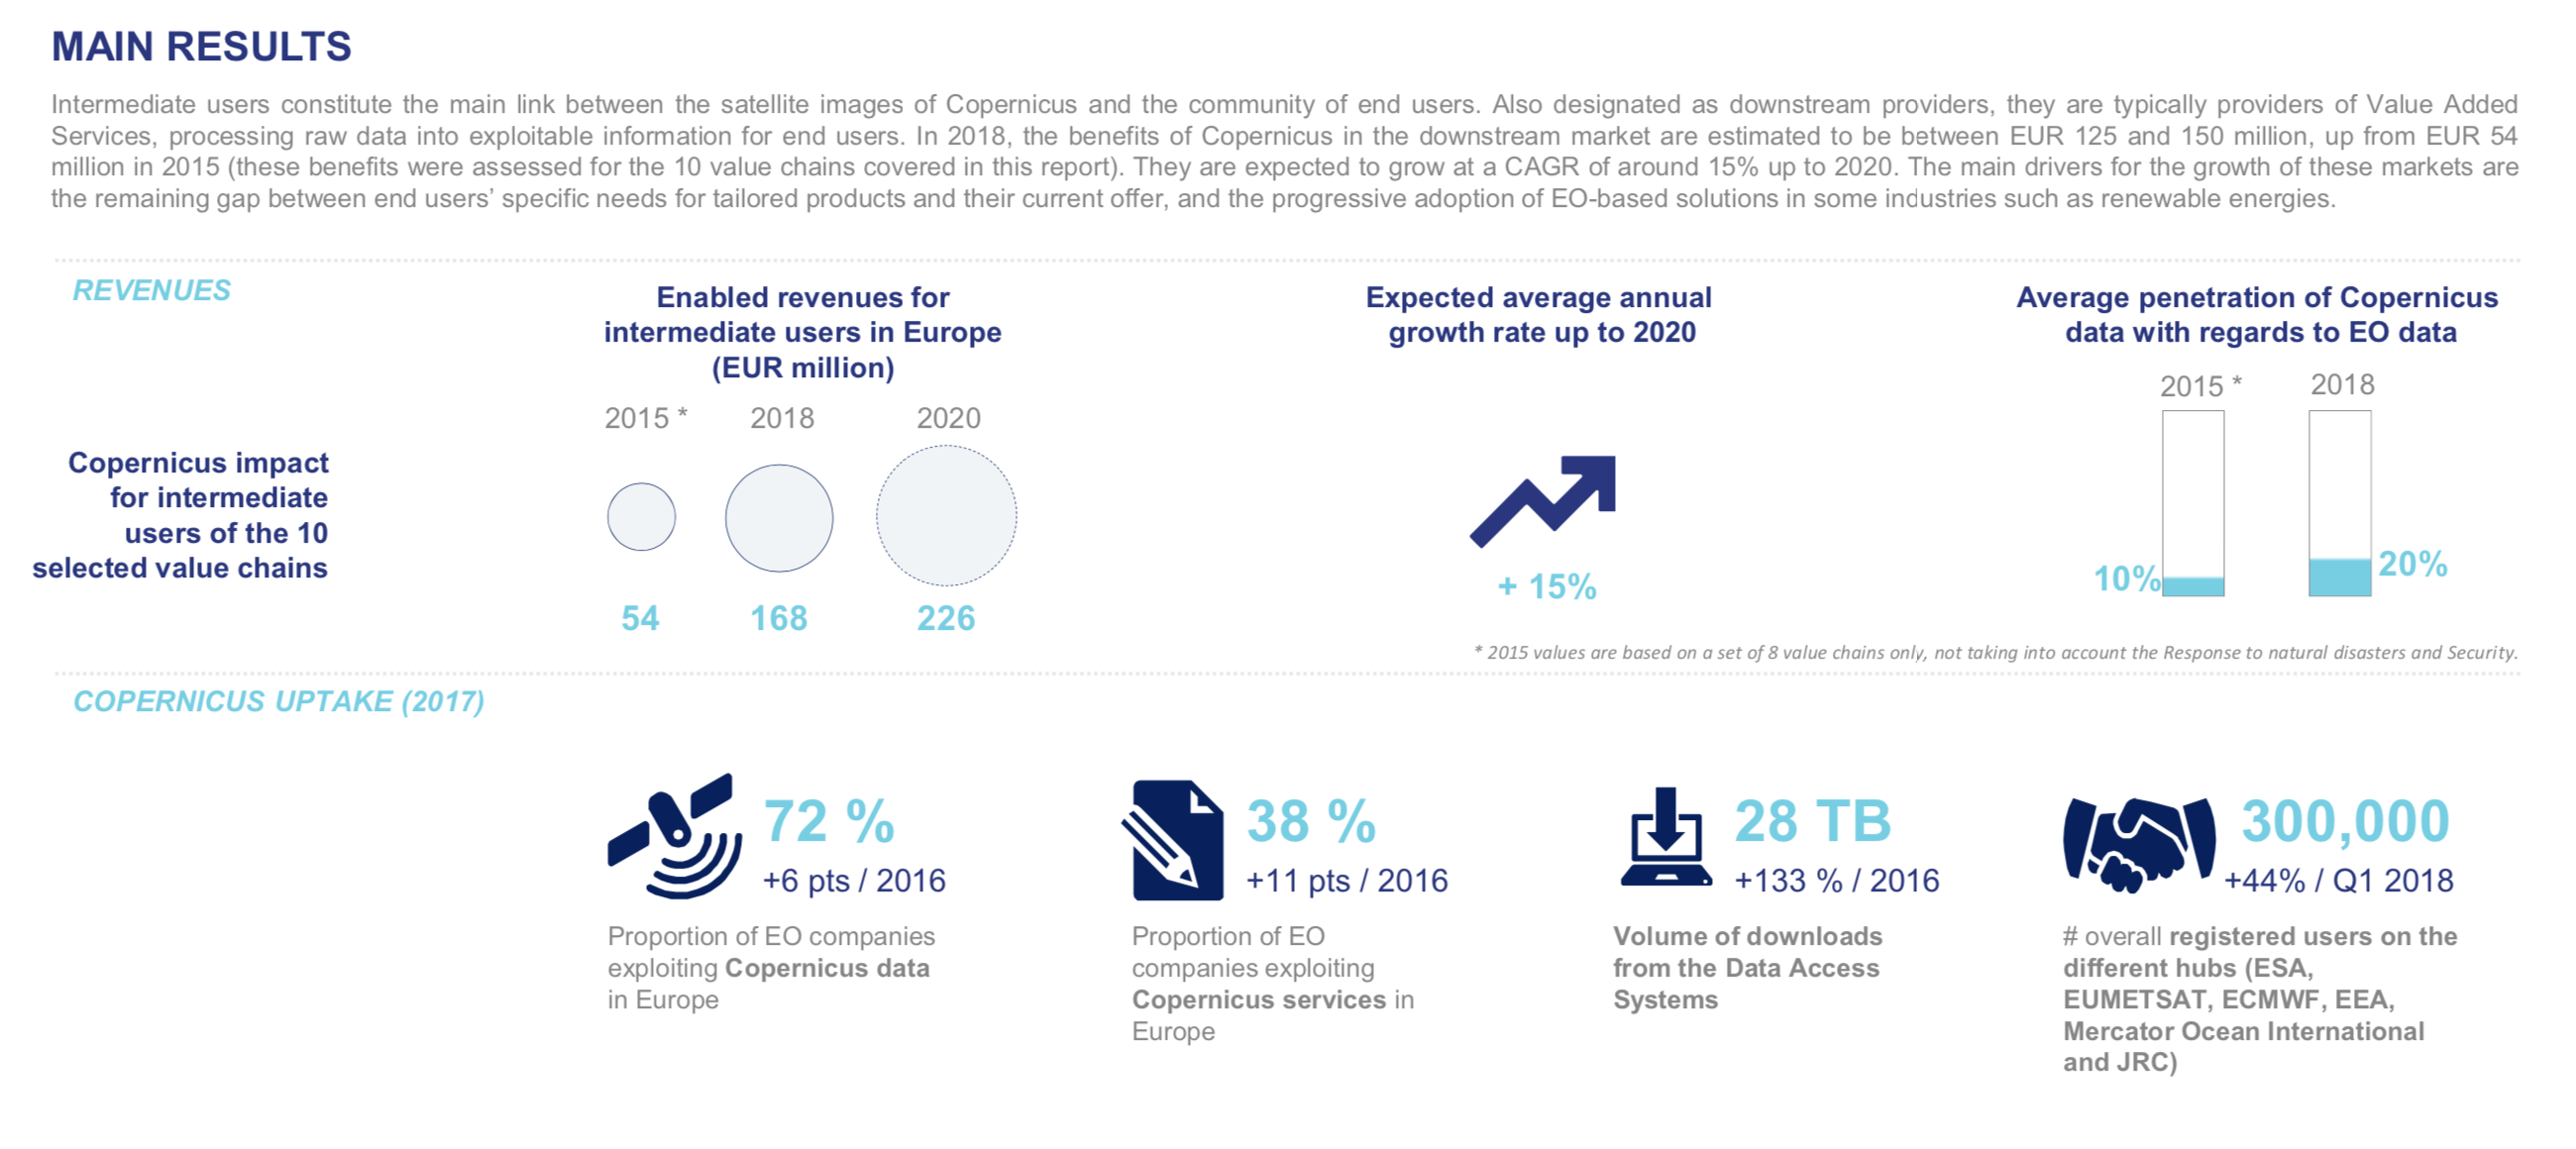 MAIN RESULTS
Intermediate users constitute the main link between the satellite images of Copernicus and the community of end users. Also designated as downstream providers, they are typically providers of Value Added
Services, processing raw data into exploitable information for end users. In 2018, the benefits of Copernicus in the downstream market are estimated to be between EUR 125 and 150 million, up from EUR 54
million in 2015 (these benefits were assessed for the 10 value chains covered in this report). They are expected to grow at a CAGR of around 15% up to 2020. The main drivers for the growth of these markets are
the remaining gap between end users’ specific needs for tailored products and their current offer, and the progressive adoption of EO-based solutions in some industries such as renewable energies.
REVENUES
Copernicus impact
for intermediate
users of the 10
selected value chains
Enabled revenues for
intermediate users in Europe
(EUR million)
2015 * 2018 2020
54 168 226
Expected average annual
growth rate up to 2020
+ 15%
Average penetration of Copernicus
data with regards to EO data
2015 * 2018
10% 20%
* 2015 values are based on a set of 8 value chains only, not taking into account the Response to natural disasters and Security.
COPERNICUS UPTAKE (2017)
72 %
+6 pts / 2016
Proportion of EO companies
exploiting Copernicus data
in Europe
38 %
+11 pts / 2016
Proportion of EO
companies exploiting
Copernicus services in
Europe
28 TB
+133 % / 2016
Volume of downloads
from the Data Access
Systems
300,000
+44% / Q1 2018
# overall registered users on the
different hubs (ESA,
EUMETSAT, ECMWF, EEA,
Mercator Ocean International
and JRC)